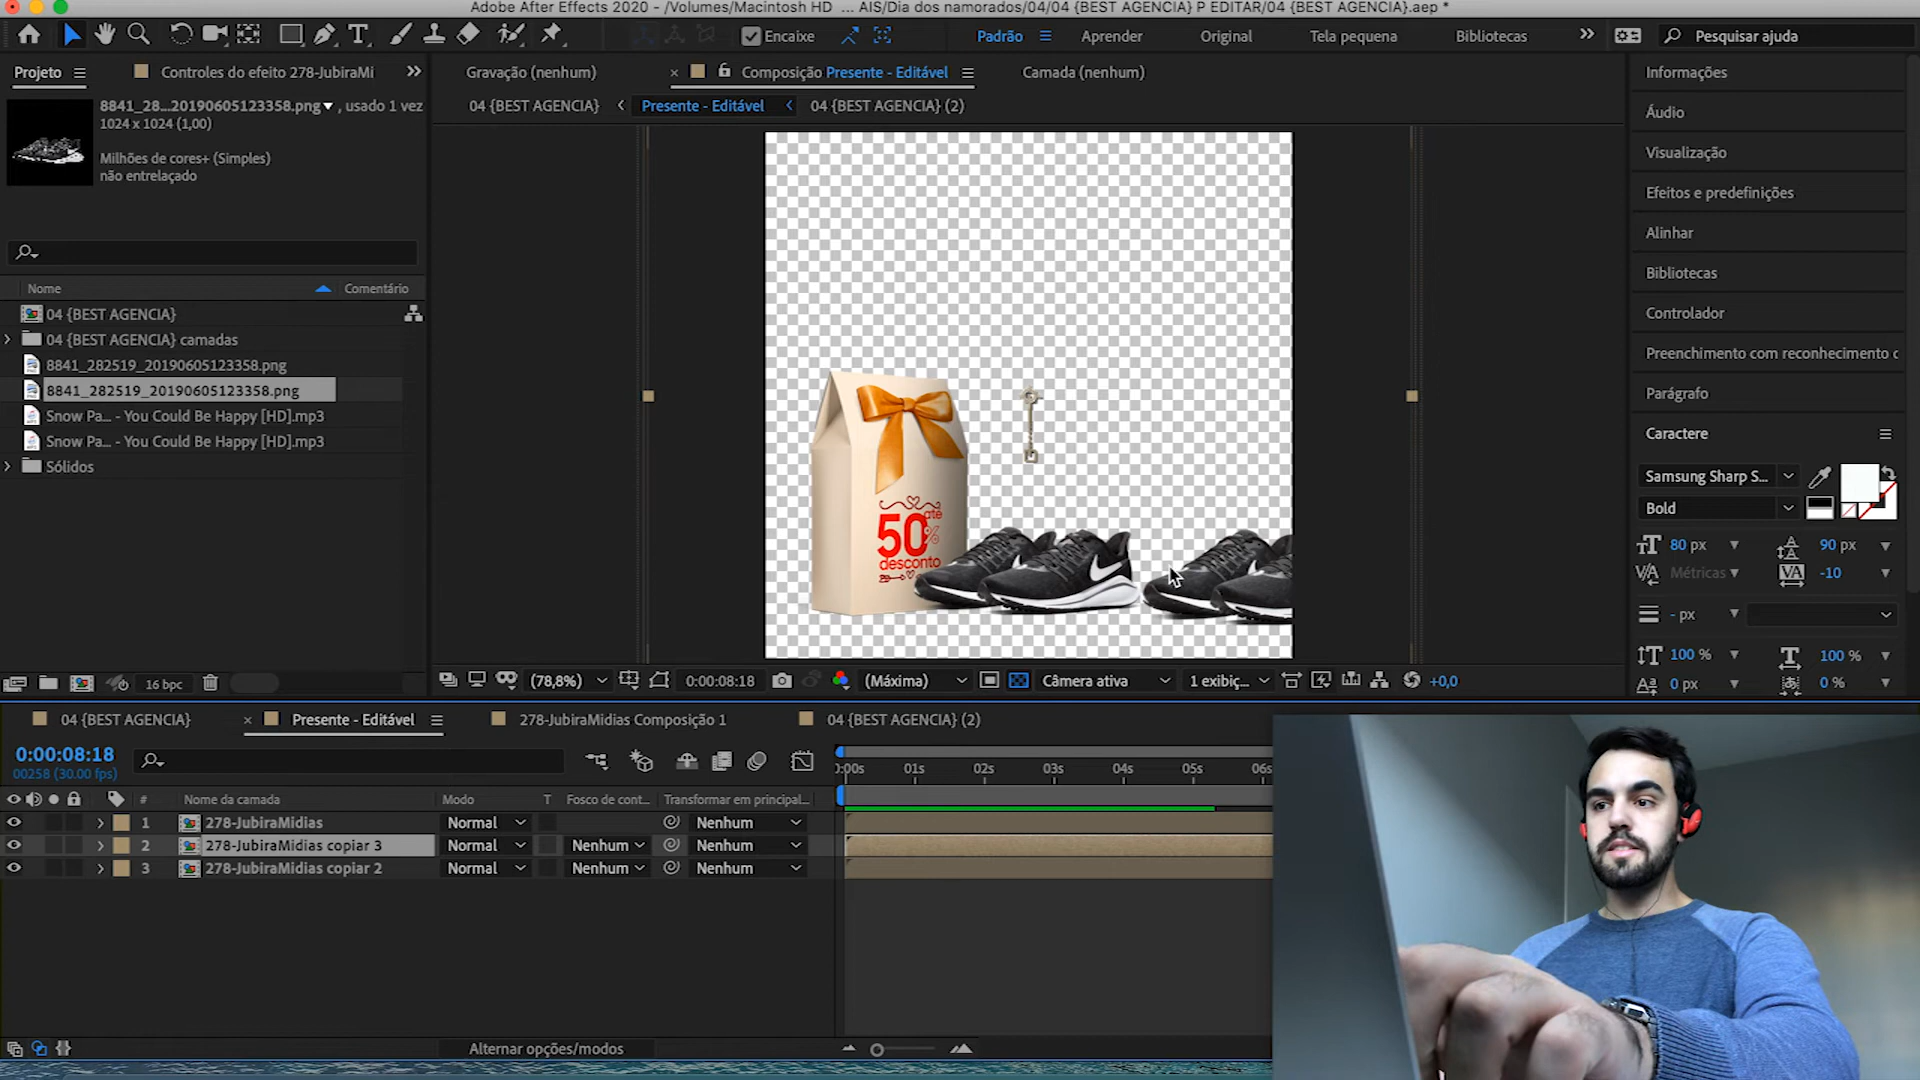 Adobe After Effects 2020 - /Volumes/Macintosh HD ... AIS/Dia dos namorados/04/04 {BEST AGENCIA} P EDITAR/04 {BEST AGENCIA}.aep *
Encaixe
Padrão
Aprender
Original
Tela pequena
Bibliotecas
Pesquisar ajuda
Projeto
Controles do efeito 278-JubiraMi
Gravação (nenhum)
Composição Presente - Editável
Camada (nenhum)
04 {BEST AGENCIA}
Presente - Editável
04 {BEST AGENCIA} (2)
8841_28...20190605123358.png , usado 1 vez
1024 x 1024 (1,00)
Milhões de cores+ (Simples)
não entrelaçado
Nome
Comentário
04 {BEST AGENCIA}
04 {BEST AGENCIA} camadas
8841_282519_20190605123358.png
8841_282519_20190605123358.png
Snow Pa... - You Could Be Happy [HD].mp3
Snow Pa... - You Could Be Happy [HD].mp3
Sólidos
16 bpc
até
50%
desconto
(78,8%)
0:00:08:18
(Máxima)
Câmera ativa
1 exibiç...
+0,0
Informações
Áudio
Visualização
Efeitos e predefinições
Alinhar
Bibliotecas
Controlador
Preenchimento com reconhecimento c
Parágrafo
Caractere
Samsung Sharp S...
Bold
80 px
90 px
Métricas
-10
- px
100 %
100 %
0 px
0 %
04 {BEST AGENCIA}
Presente - Editável
278-JubiraMidias Composição 1
04 {BEST AGENCIA} (2)
0:00:08:18
00258 (30.00 fps)
0:00s 01s 02s 03s 04s 05s 06s
# Nome da camada Modo T Fosco de cont... Transformar em principal...
1 278-JubiraMidias Normal Nenhum
2 278-JubiraMidias copiar 3 Normal Nenhum Nenhum
3 278-JubiraMidias copiar 2 Normal Nenhum Nenhum
Alternar opções/modos